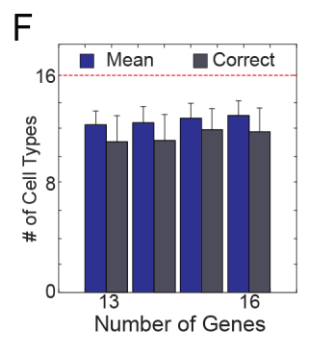 F
Mean Correct
16
8
0
# of Cell Types
13 16
Number of Genes